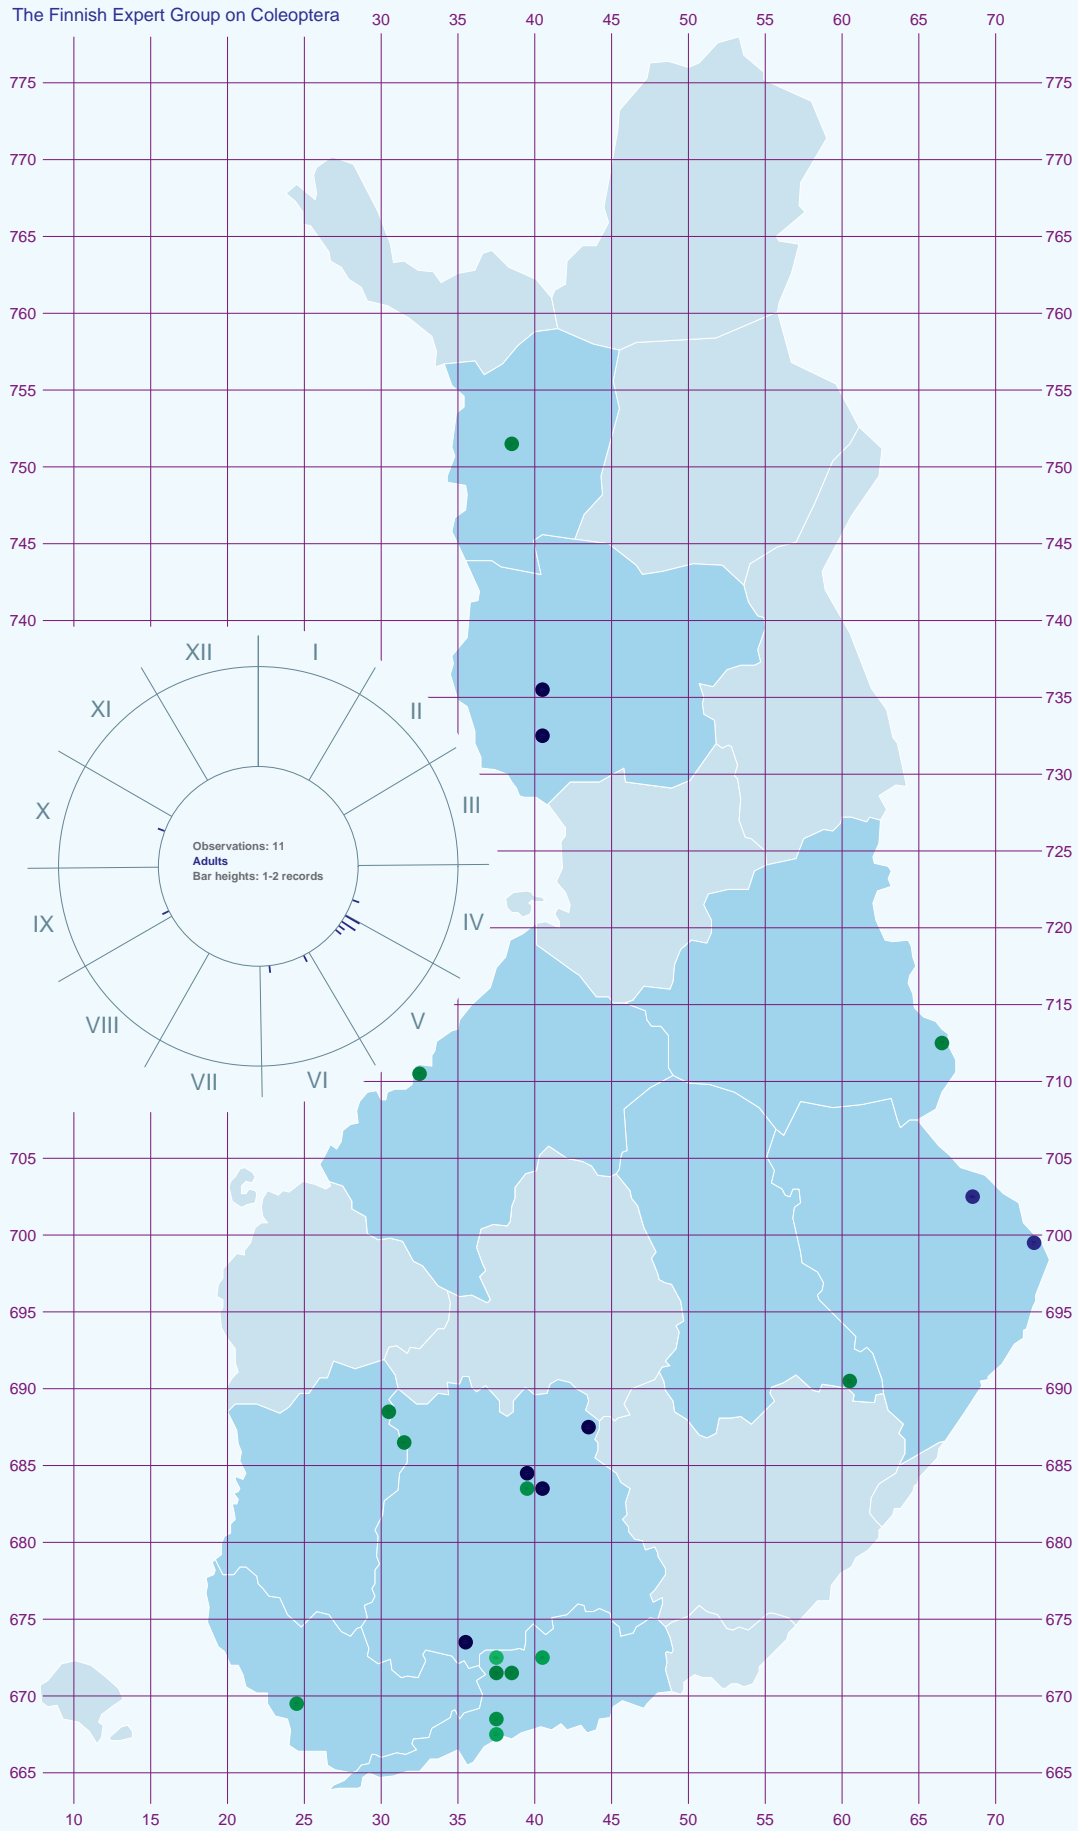 The Finnish Expert Group on Coleoptera
30 35 40 45 50 55 60 65 70
775 775
770 770
765 765
760 760
755 755
750 750
745 745
740 740
XII I
XI II
735
730
X III
725
Observations: 11
Adults
Bar heights: 1-2 records
IX IV
720
715
VIII V
VII VI
710
705 705
700 700
695 695
690 690
685 685
680 680
675 675
670 670
665 665
10 15 20 25 30 35 40 45 50 55 60 65 70